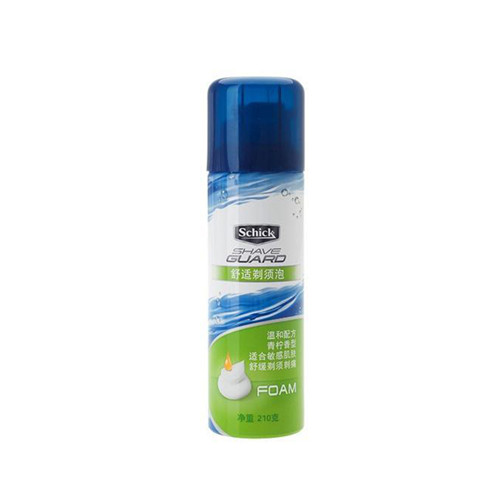 Schick
SHAVE
GUARD
舒适剃须泡
温和配方
青柠香型
适合敏感肌肤
舒缓剃须刺痛
FOAM
净重 210克